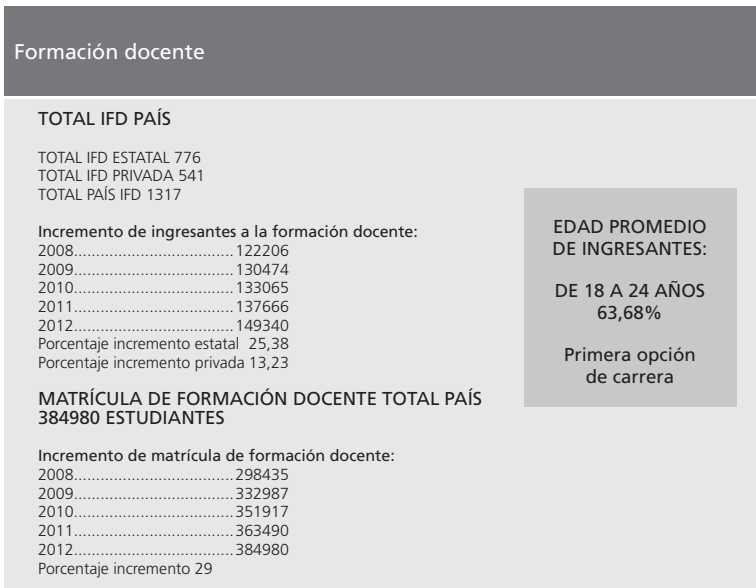 Formación docente
TOTAL IFD PAÍS
TOTAL IFD ESTATAL 776
TOTAL IFD PRIVADA 541
TOTAL PAÍS IFD 1317
Incremento de ingresantes a la formación docente:
2008....................................122206
2009....................................130474
2010....................................133065
2011....................................137666
2012....................................149340
Porcentaje incremento estatal 25,38
Porcentaje incremento privada 13,23
MATRÍCULA DE FORMACIÓN DOCENTE TOTAL PAÍS
384980 ESTUDIANTES
Incremento de matrícula de formación docente:
2008....................................298435
2009....................................332987
2010....................................351917
2011....................................363490
2012....................................384980
Porcentaje incremento 29
EDAD PROMEDIO
DE INGRESANTES:
DE 18 A 24 AÑOS
63,68%
Primera opción
de carrera